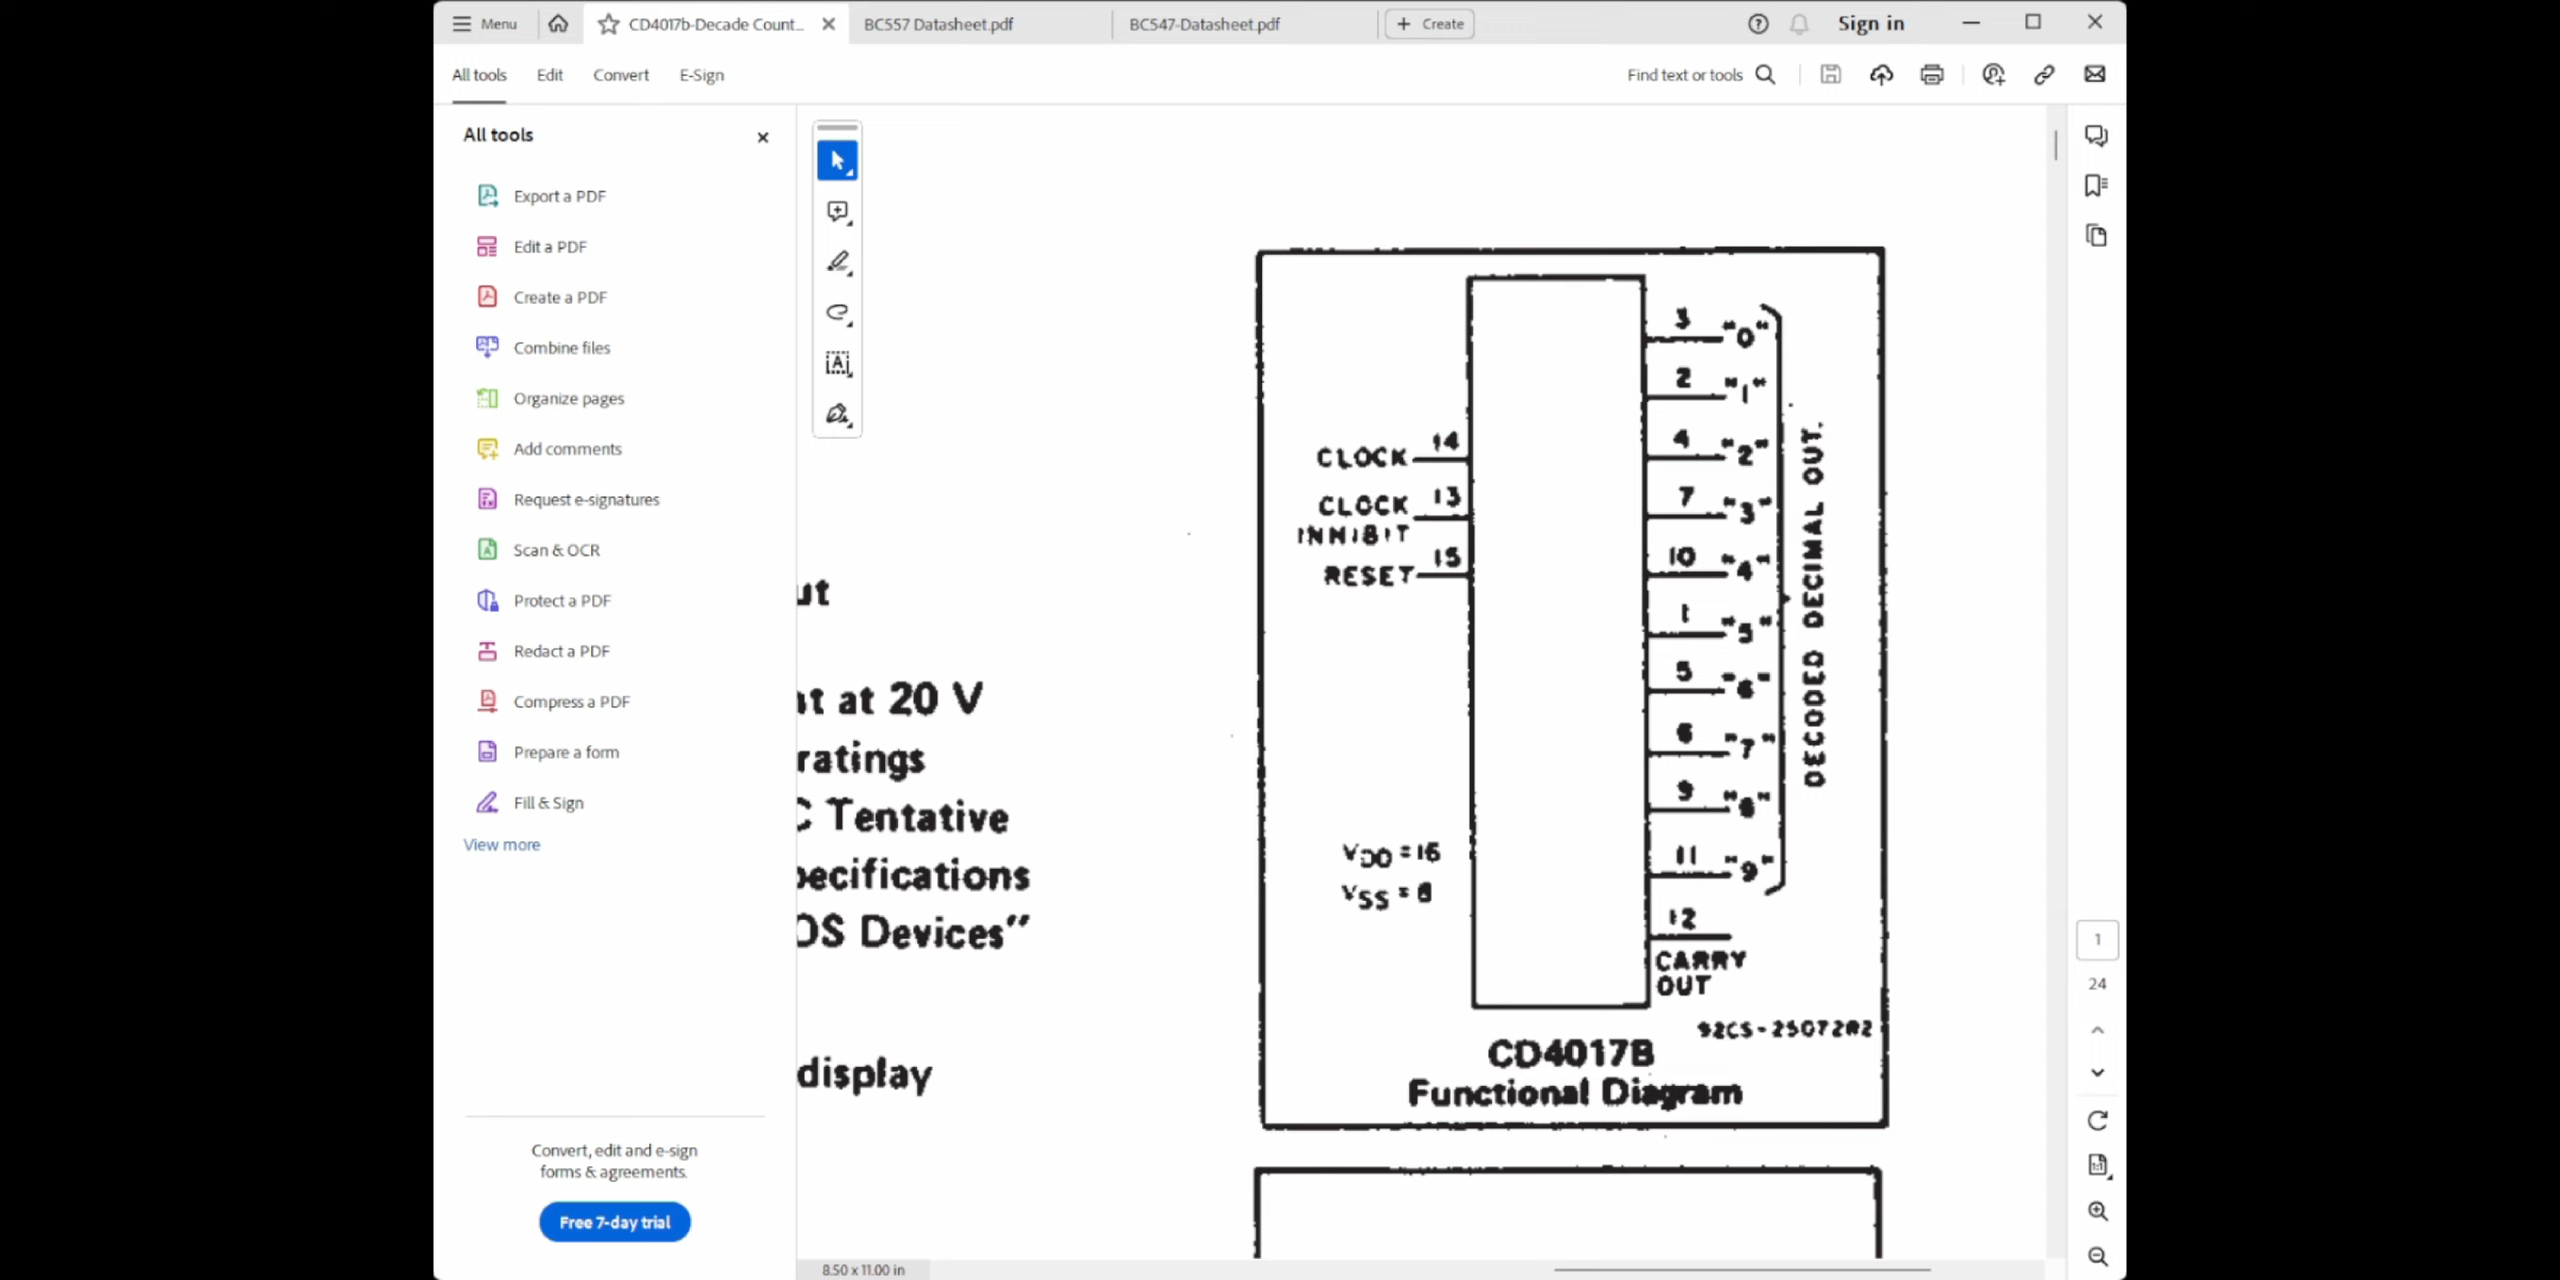 Menu
CD4017b-Decade Count...
BC557 Datasheet.pdf
BC547-Datasheet.pdf
+ Create
Sign in
All tools
Edit
Convert
E-Sign
Find text or tools
All tools
Export a PDF
Edit a PDF
Create a PDF
Combine files
Organize pages
Add comments
Request e-signatures
Scan & OCR
Protect a PDF
Redact a PDF
Compress a PDF
Prepare a form
Fill & Sign
View more
Convert, edit and e-sign
forms & agreements.
Free 7-day trial
ut
nt at 20 V
ratings
C Tentative
pecifications
OS Devices"
display
CLOCK 14
CLOCK 13
INHIBIT
RESET 15
VDD = 16
VSS = 8
3 "0"
2 "1"
4 "2"
7 "3"
10 "4"
1 "5"
5 "6"
6 "7"
9 "8"
11 "9"
12
CARRY
OUT
DECODED DECIMAL OUT.
92CS-25072R2
CD4017B
Functional Diagram
1
24
8.50 x 11.00 in